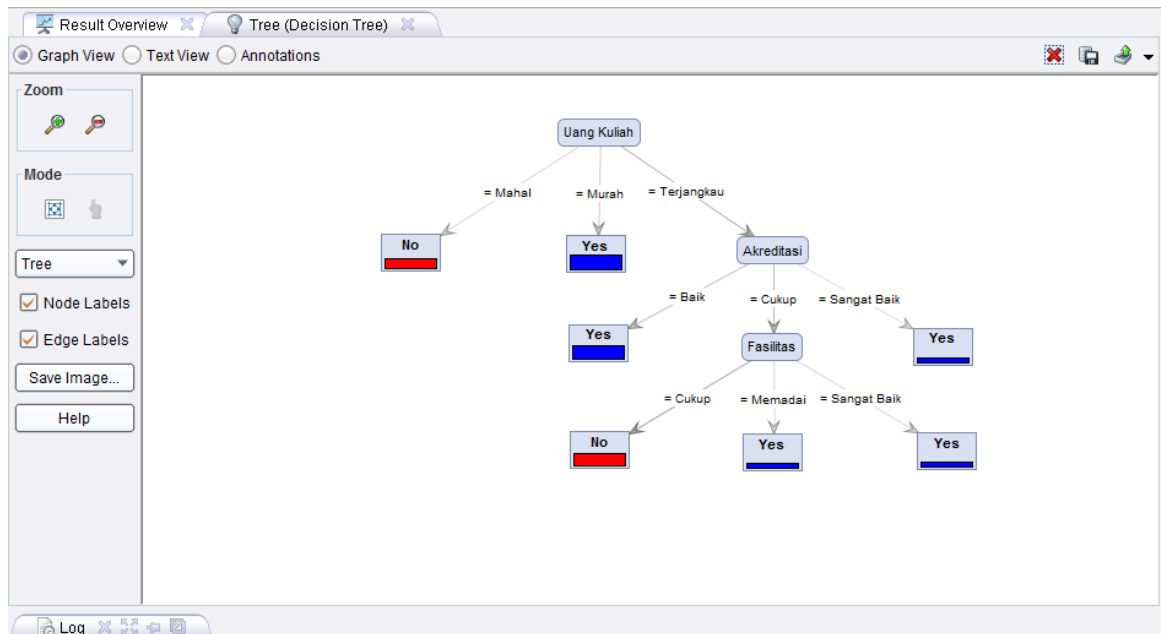 Result Overview
Tree (Decision Tree)
Graph View
Text View
Annotations
Zoom
Mode
Tree
Node Labels
Edge Labels
Save Image...
Help
Uang Kuliah
= Mahal
= Murah
= Terjangkau
No
Yes
Akreditasi
= Baik
= Cukup
= Sangat Baik
Yes
Fasilitas
Yes
= Cukup
= Memadai
= Sangat Baik
No
Yes
Yes
Log